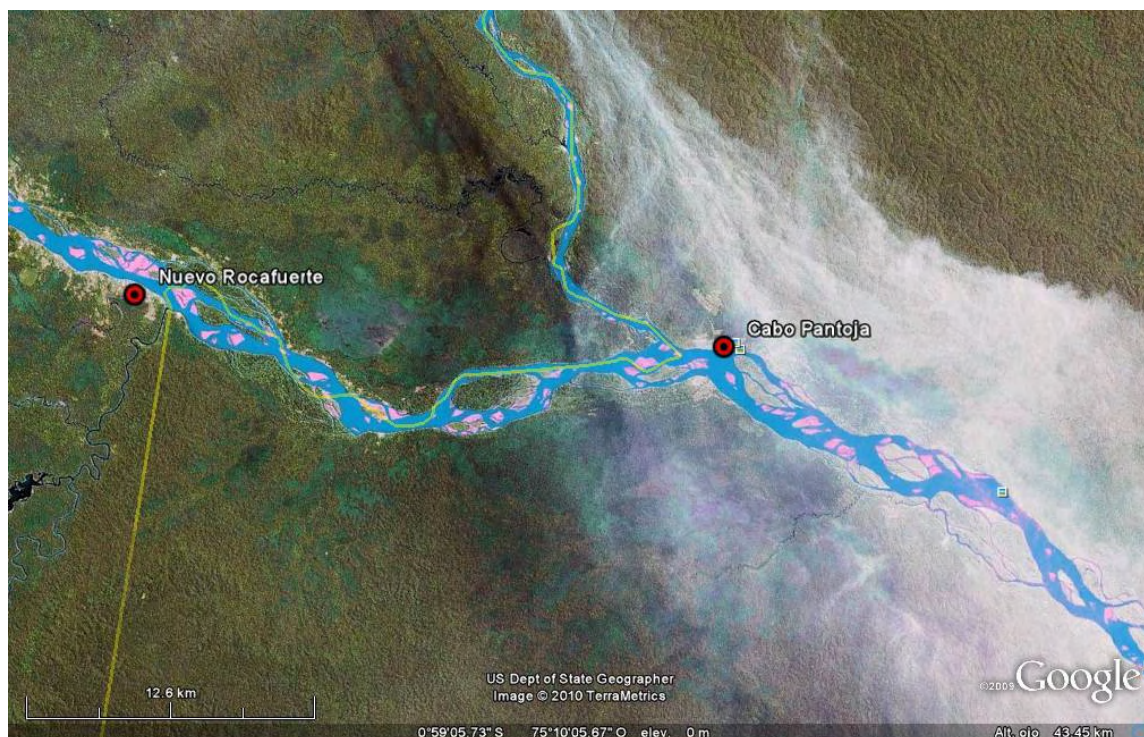 Nuevo Rocafuerte
Cabo Pantoja
12.6 km
US Dept of State Geographer
Image © 2010 TerraMetrics
©2009 Google
0°59'05.73" S 75°10'05.67" O elev. 0 m Alt. ojo 43.45 km